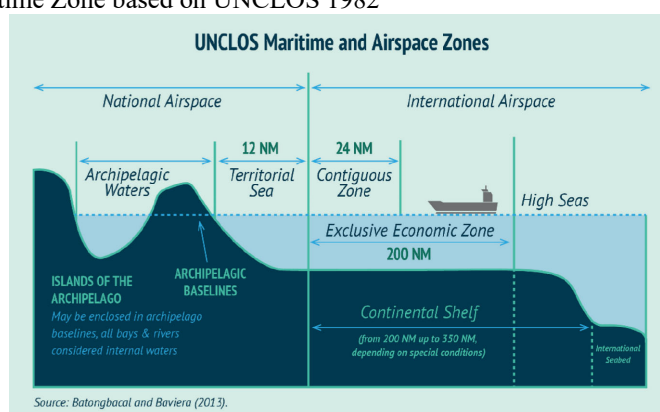 time Zone based on UNCLOS 1982
UNCLOS Maritime and Airspace Zones
National Airspace
International Airspace
12 NM
24 NM
Archipelagic
Waters
Territorial
Sea
Contiguous
Zone
High Seas
Exclusive Economic Zone
200 NM
ISLANDS OF THE
ARCHIPELAGO
May be enclosed in archipelago
baselines, all bays & rivers
considered internal waters
ARCHIPELAGIC
BASELINES
Continental Shelf
(from 200 NM up to 350 NM,
depending on special conditions)
International
Seabed
Source: Batongbacal and Baviera (2013).